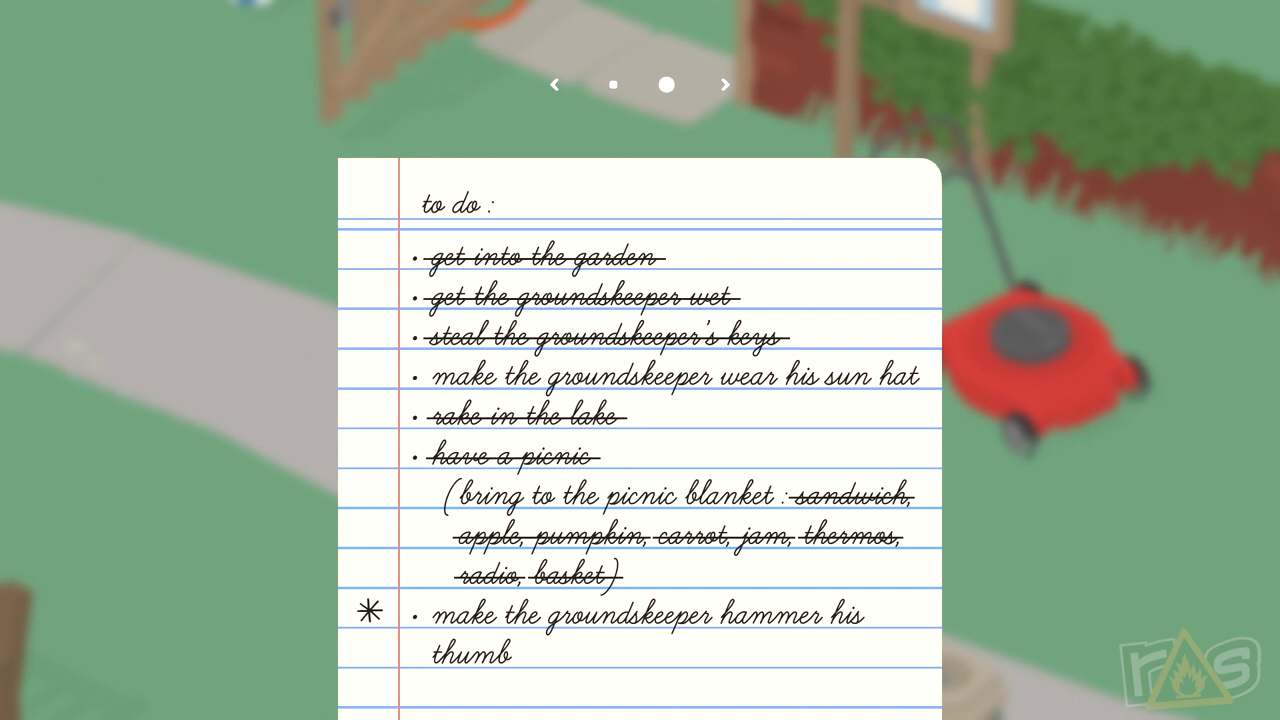 to do :
• get into the garden
• get the groundskeeper wet
• steal the groundskeeper's keys
• make the groundskeeper wear his sun hat
• rake in the lake
• have a picnic
(bring to the picnic blanket : sandwich,
apple, pumpkin, carrot, jam, thermos,
radio, basket)
• make the groundskeeper hammer his
thumb
ras